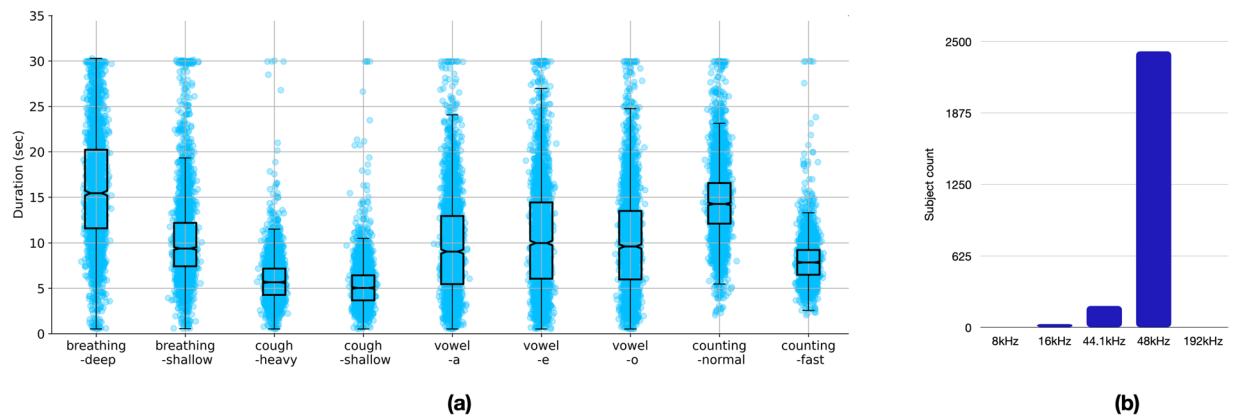 35
30
25
20
15
10
5
0
Duration (sec)
breathing
-deep
breathing
-shallow
cough
-heavy
cough
-shallow
vowel
-a
vowel
-e
vowel
-o
counting
-normal
counting
-fast
(a)
2500
1875
1250
625
0
Subject count
8kHz 16kHz 44.1kHz 48kHz 192kHz
(b)